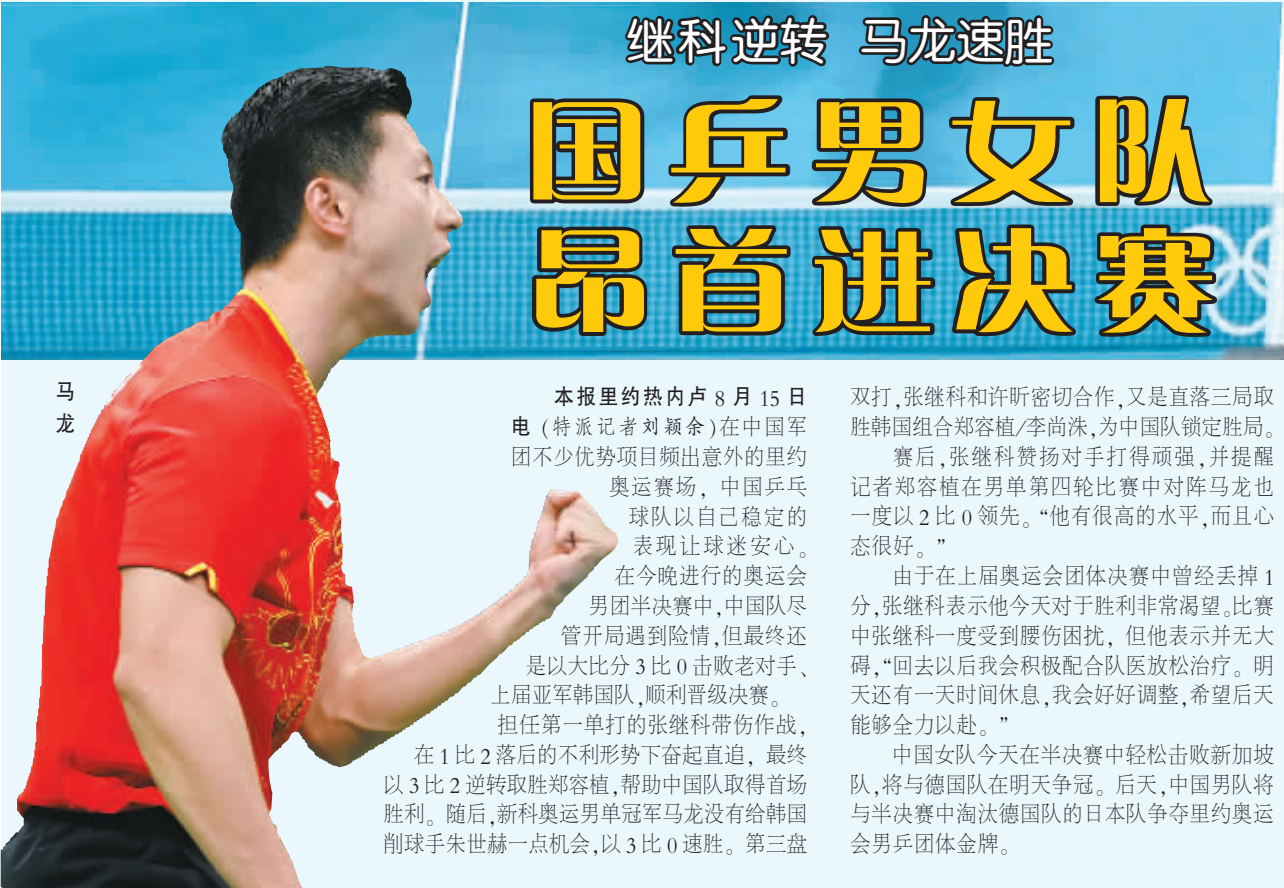 继科逆转 马龙速胜
国乒男女队
昂首进决赛
马
龙
本报里约热内卢 8 月 15 日
电 (特派记者刘颖余)在中国军
团不少优势项目频出意外的里约
奥运赛场，中国乒乓
球队以自己稳定的
表现让球迷安心。
在今晚进行的奥运会
男团半决赛中,中国队尽
管开局遇到险情,但最终还
是以大比分 3 比 0 击败老对手、
上届亚军韩国队,顺利晋级决赛。
担任第一单打的张继科带伤作战,
在 1 比 2 落后的不利形势下奋起直追，最终
以 3 比 2 逆转取胜郑容植,帮助中国队取得首场
胜利。随后,新科奥运男单冠军马龙没有给韩国
削球手朱世赫一点机会,以 3 比 0 速胜。第三盘
双打,张继科和许昕密切合作,又是直落三局取
胜韩国组合郑容植/李尚洙,为中国队锁定胜局。
赛后,张继科赞扬对手打得顽强,并提醒
记者郑容植在男单第四轮比赛中对阵马龙也
一度以 2 比 0 领先。“他有很高的水平,而且心
态很好。”
由于在上届奥运会团体决赛中曾经丢掉 1
分,张继科表示他今天对于胜利非常渴望。比赛
中张继科一度受到腰伤困扰，但他表示并无大
碍,“回去以后我会积极配合队医放松治疗。明
天还有一天时间休息,我会好好调整,希望后天
能够全力以赴。”
中国女队今天在半决赛中轻松击败新加坡
队,将与德国队在明天争冠。后天,中国男队将
与半决赛中淘汰德国队的日本队争夺里约奥运
会男乒团体金牌。